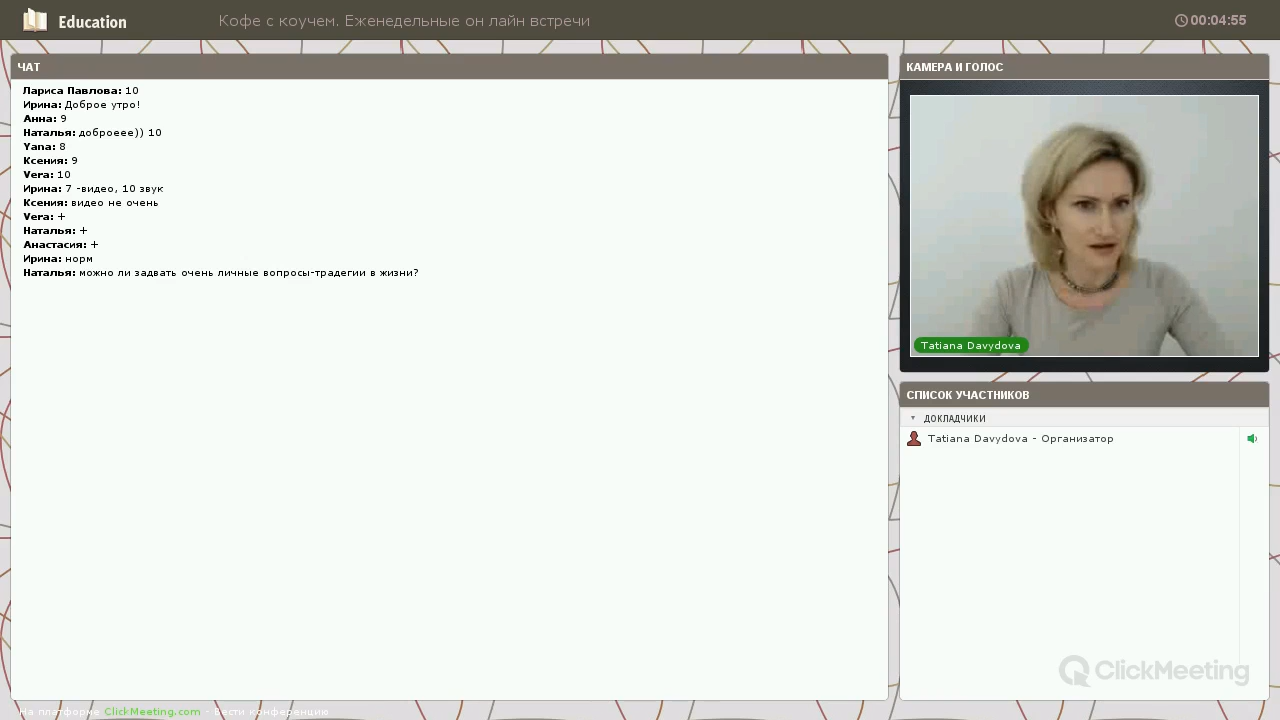 Education
Кофе с коучем. Еженедельные он лайн встречи
00:04:55
ЧАТ
Лариса Павлова: 10
Ирина: Доброе утро!
Анна: 9
Наталья: доброеее)) 10
Yana: 8
Ксения: 9
Vera: 10
Ирина: 7 -видео, 10 звук
Ксения: видео не очень
Vera: +
Наталья: +
Анастасия: +
Ирина: норм
Наталья: можно ли задвать очень личные вопросы-традегии в жизни?
КАМЕРА И ГОЛОС
Tatiana Davydova
СПИСОК УЧАСТНИКОВ
ДОКЛАДЧИКИ
Tatiana Davydova - Организатор
ClickMeeting
На платформе ClickMeeting.com - Вести конференцию